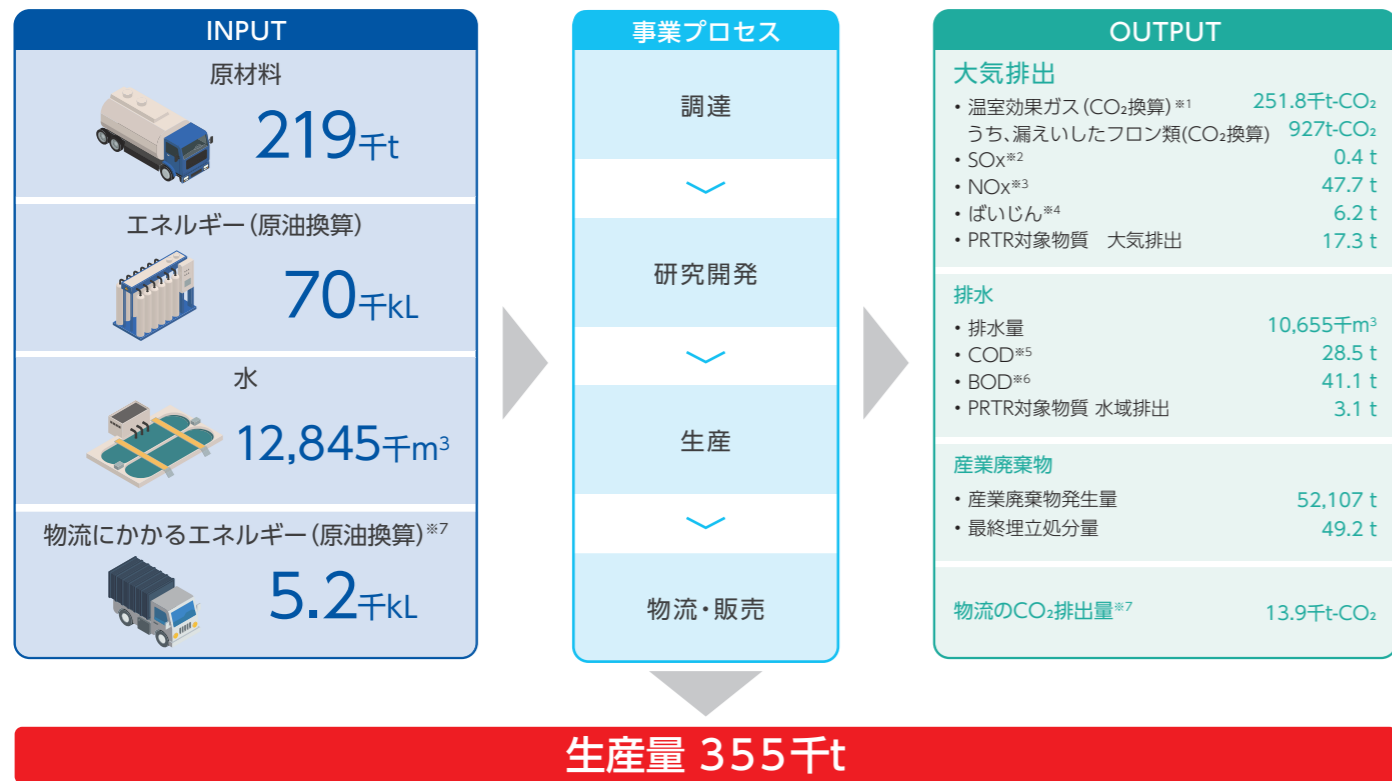 INPUT
原材料
219千t
エネルギー(原油換算)
70千kL
水
12,845千m³
物流にかかるエネルギー(原油換算)※7
5.2千kL
事業プロセス
調達
研究開発
生産
物流・販売
OUTPUT
大気排出
・温室効果ガス(CO₂換算)※1 251.8千t-CO₂
うち、漏えいしたフロン類(CO₂換算) 927t-CO₂
・SOx※2 0.4 t
・NOx※3 47.7 t
・ばいじん※4 6.2 t
・PRTR対象物質 大気排出 17.3 t
排水
・排水量 10,655千m³
・COD※5 28.5 t
・BOD※6 41.1 t
・PRTR対象物質 水域排出 3.1 t
産業廃棄物
・産業廃棄物発生量 52,107 t
・最終埋立処分量 49.2 t
物流のCO₂排出量※7 13.9千t-CO₂
生産量 355千t